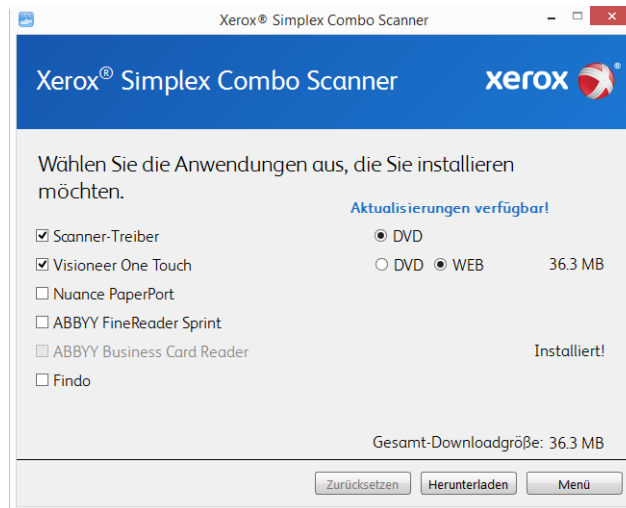 Xerox® Simplex Combo Scanner
Xerox® Simplex Combo Scanner
xerox ®
Wählen Sie die Anwendungen aus, die Sie installieren
möchten.
Aktualisierungen verfügbar!
Scanner-Treiber DVD
Visioneer One Touch DVD WEB 36.3 MB
Nuance PaperPort
ABBYY FineReader Sprint
ABBYY Business Card Reader Installiert!
Findo
Gesamt-Downloadgröße: 36.3 MB
Zurücksetzen Herunterladen Menü